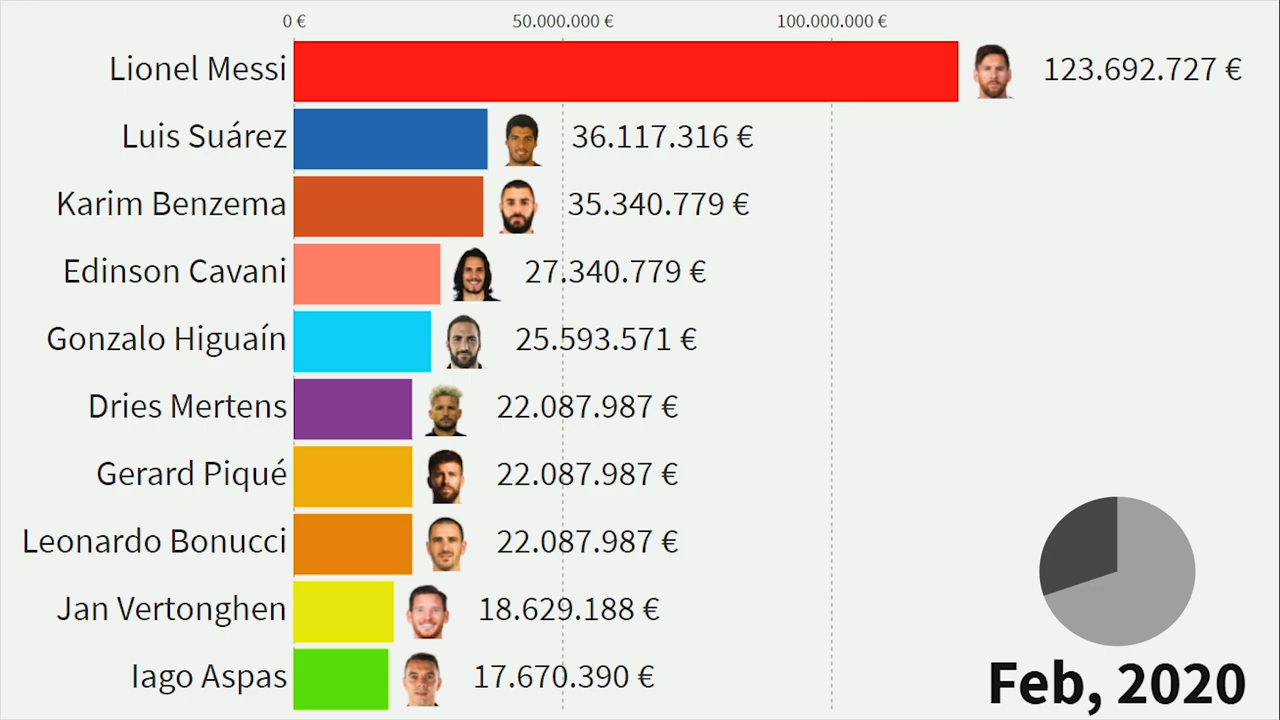 0 € 50.000.000 € 100.000.000 €
Lionel Messi 123.692.727 €
Luis Suárez 36.117.316 €
Karim Benzema 35.340.779 €
Edinson Cavani 27.340.779 €
Gonzalo Higuaín 25.593.571 €
Dries Mertens 22.087.987 €
Gerard Piqué 22.087.987 €
Leonardo Bonucci 22.087.987 €
Jan Vertonghen 18.629.188 €
Iago Aspas 17.670.390 €
Feb, 2020